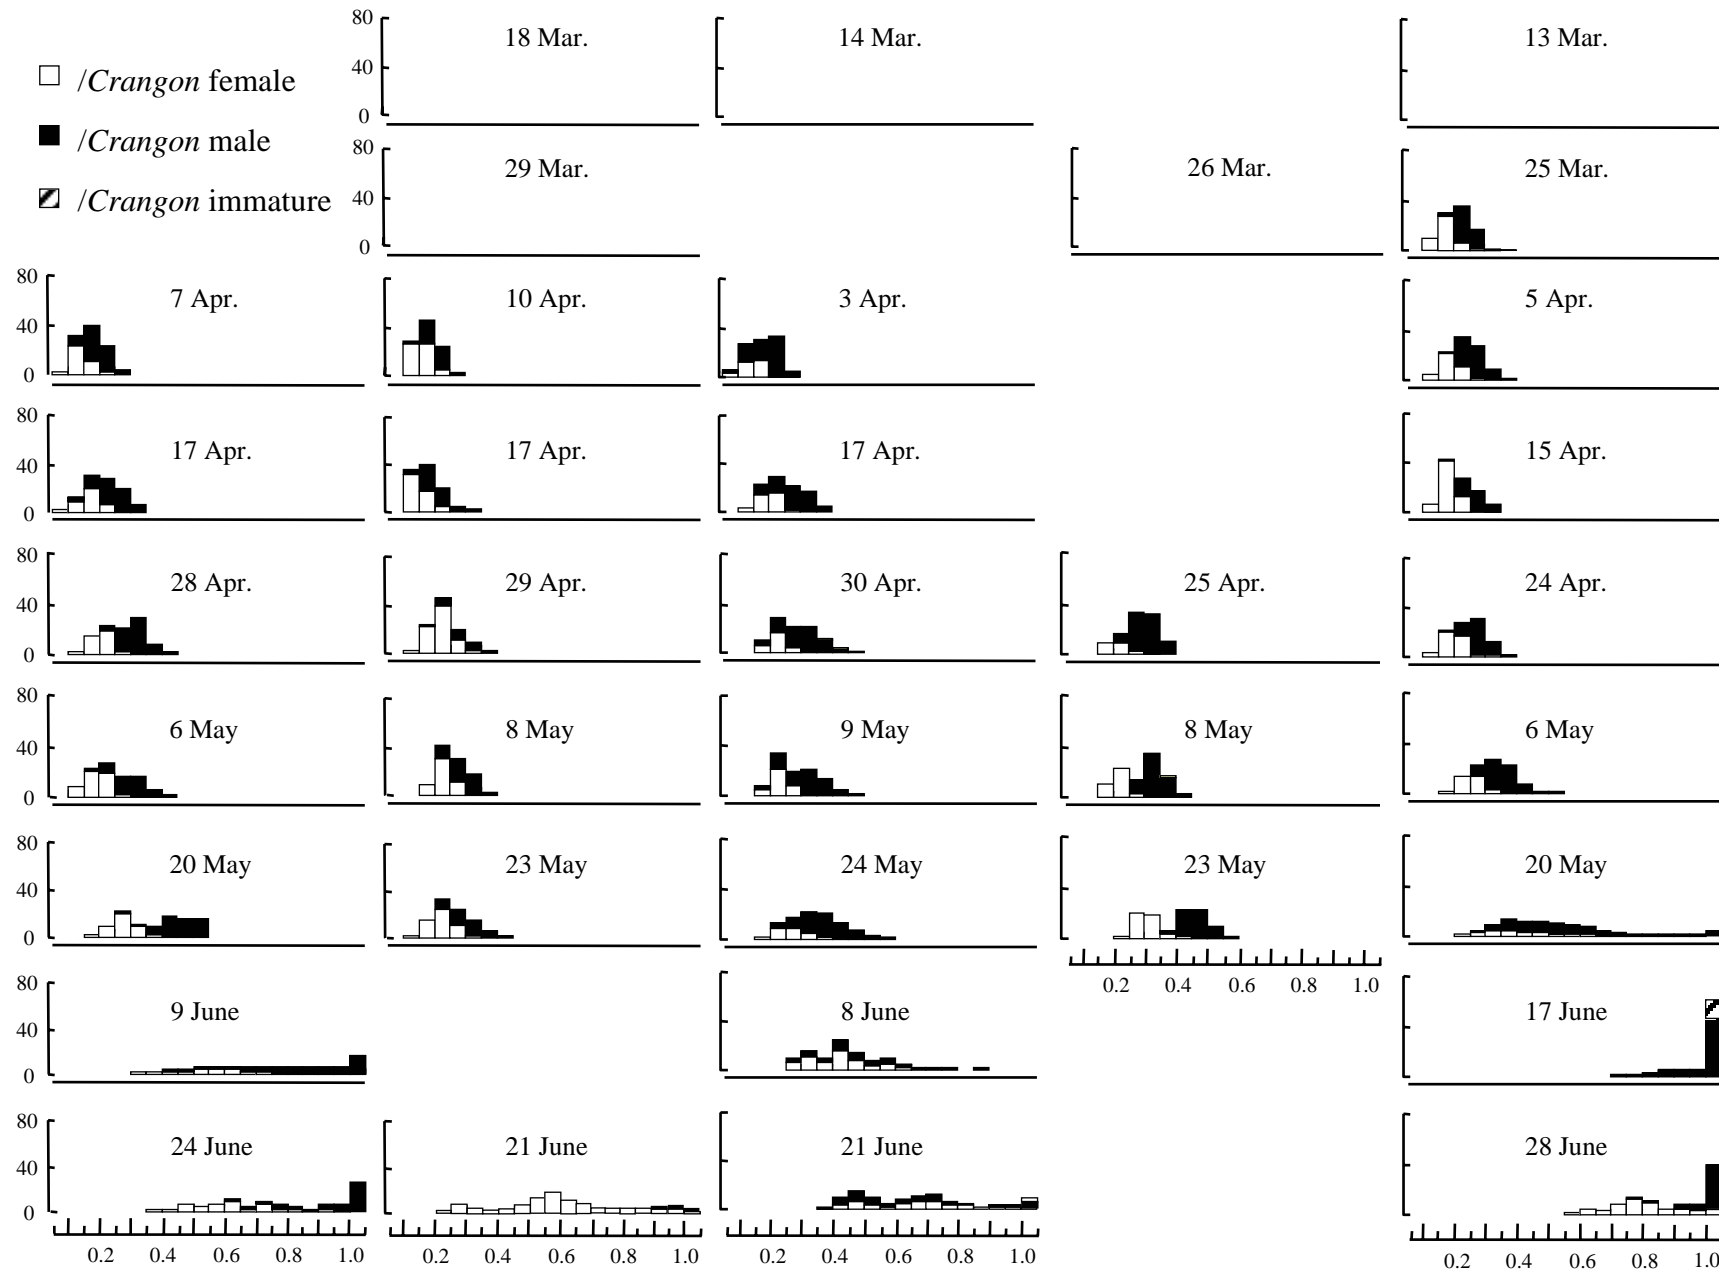 80 18 Mar. 14 Mar. 13 Mar.
/Crangon female
40
/Crangon male
0
80 29 Mar. 26 Mar. 25 Mar.
/Crangon immature
40
0
80 7 Apr. 10 Apr. 3 Apr. 5 Apr.
40
0
80 17 Apr. 17 Apr. 17 Apr. 15 Apr.
40
0
80 28 Apr. 29 Apr. 30 Apr. 25 Apr. 24 Apr.
40
0
80 6 May 8 May 9 May 8 May 6 May
40
0
80 20 May 23 May 24 May 23 May 20 May
40
0
0.2 0.4 0.6 0.8 1.0
80 9 June 8 June 17 June
40
0
80 24 June 21 June 21 June 28 June
40
0
0.2 0.4 0.6 0.8 1.0 0.2 0.4 0.6 0.8 1.0 0.2 0.4 0.6 0.8 1.0 0.2 0.4 0.6 0.8 1.0